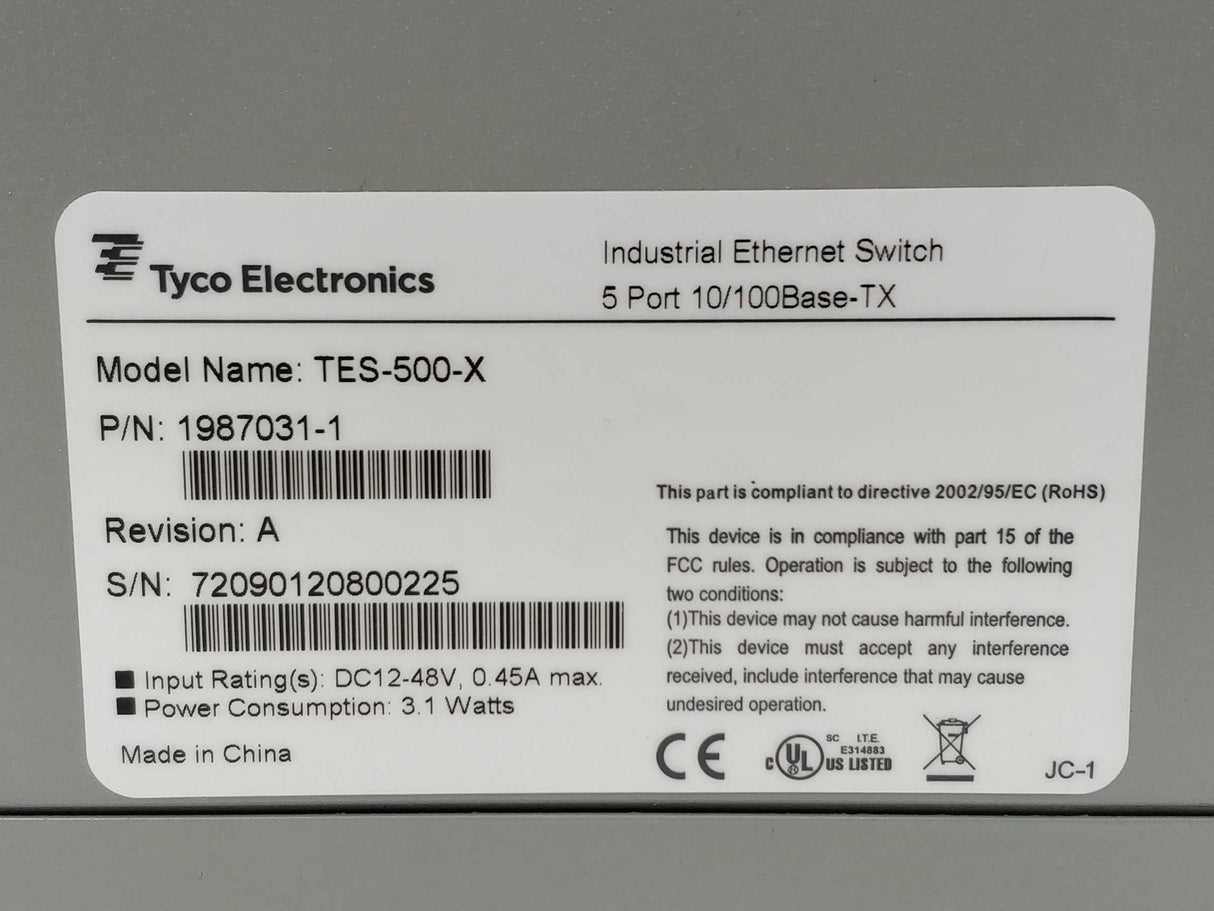 Tyco Electronics
Industrial Ethernet Switch
5 Port 10/100Base-TX
Model Name: TES-500-X
P/N: 1987031-1
Revision: A
S/N: 72090120800225
■ Input Rating(s): DC12-48V, 0.45A max.
■ Power Consumption: 3.1 Watts
Made in China
This part is compliant to directive 2002/95/EC (RoHS)
This device is in compliance with part 15 of the
FCC rules. Operation is subject to the following
two conditions:
(1)This device may not cause harmful interference.
(2)This device must accept any interference
received, include interference that may cause
undesired operation.
CE
c UL ® US LISTED
SC I.T.E.
E314883
JC-1